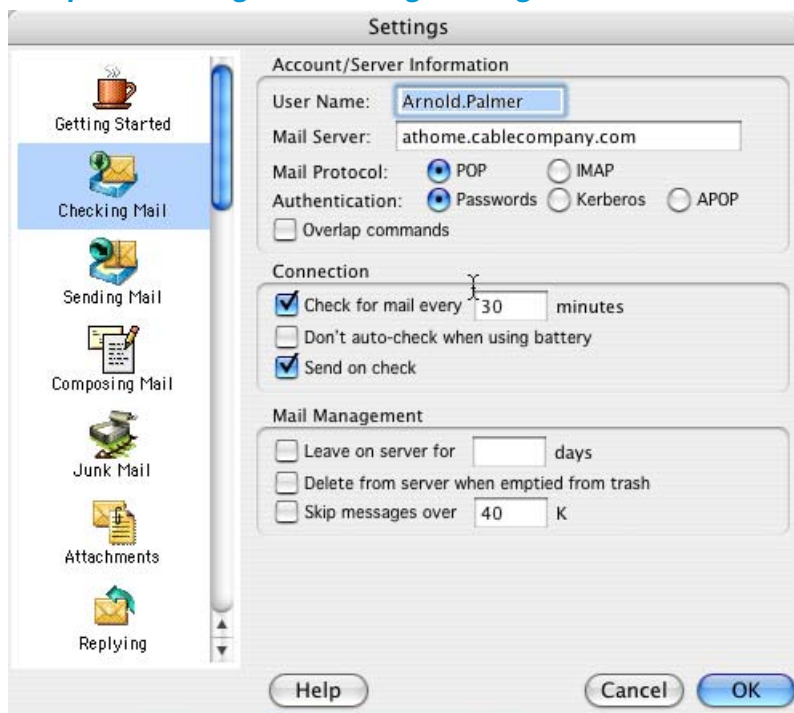 Settings
Getting Started
Checking Mail
Sending Mail
Composing Mail
Junk Mail
Attachments
Replying
Account/Server Information
User Name: Arnold.Palmer
Mail Server: athome.cablecompany.com
Mail Protocol: POP IMAP
Authentication: Passwords Kerberos APOP
Overlap commands
Connection
Check for mail every 30 minutes
Don't auto-check when using battery
Send on check
Mail Management
Leave on server for days
Delete from server when emptied from trash
Skip messages over 40 K
Help Cancel OK